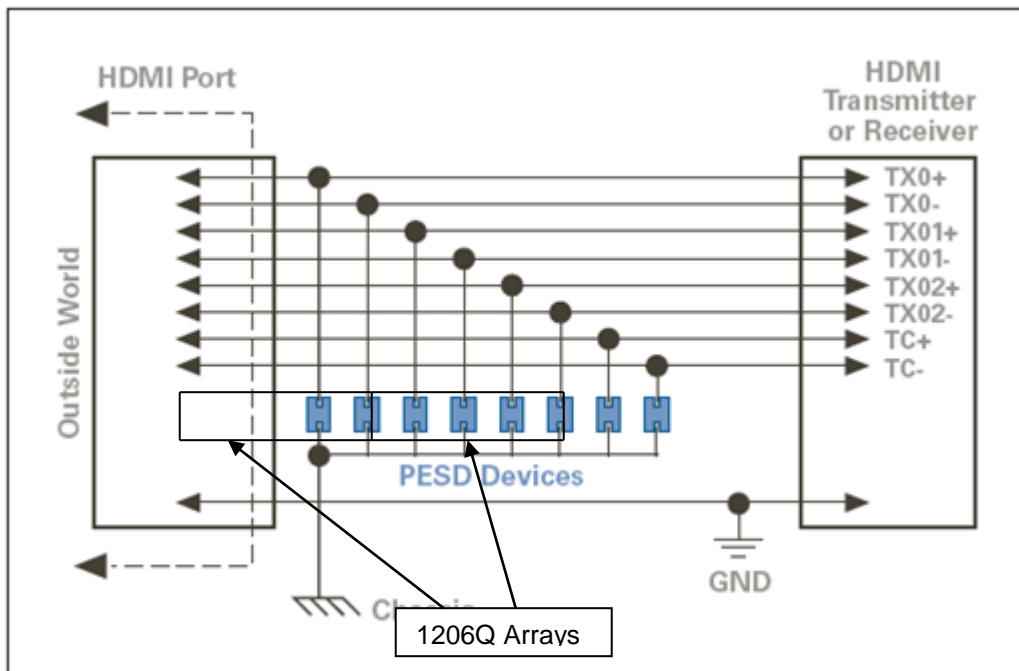 HDMI Port
HDMI
Transmitter
or Receiver
TX0+
TX0-
TX01+
TX01-
TX02+
TX02-
TC+
TC-
Outside World
PESD Devices
GND
1206Q Arrays